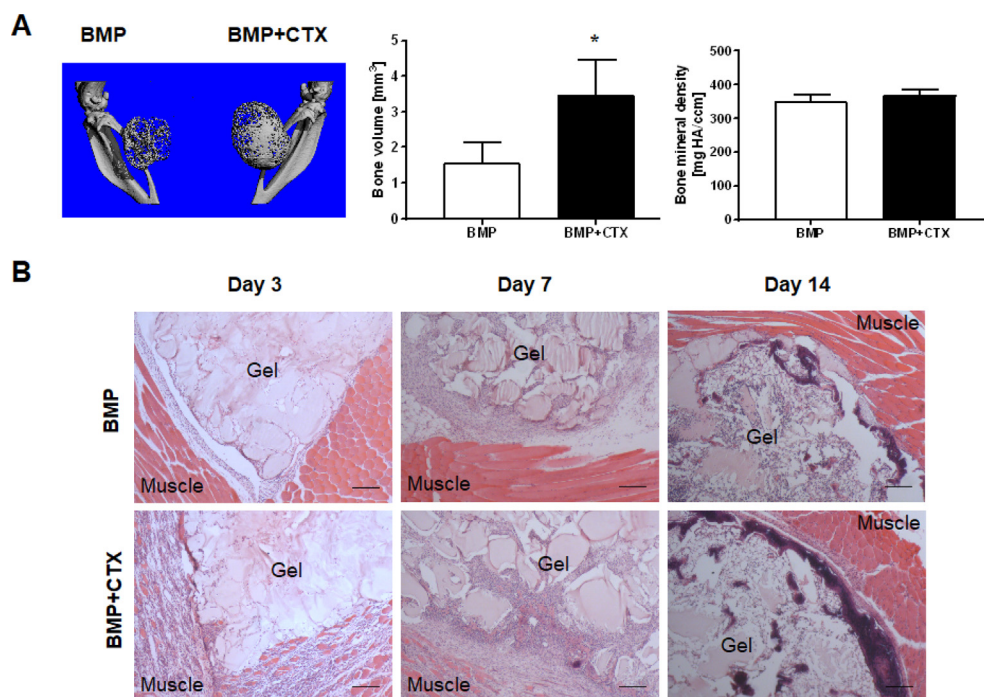 A
BMP
BMP+CTX
Bone volume [mm³]
5
4
3
2
1
0
*
BMP
BMP+CTX
Bone mineral density
[mg HA/ccm]
500
400
300
200
100
0
BMP
BMP+CTX
B
Day 3
Day 7
Day 14
BMP
Gel
Muscle
Gel
Muscle
Muscle
Gel
BMP+CTX
Gel
Muscle
Gel
Muscle
Muscle
Gel